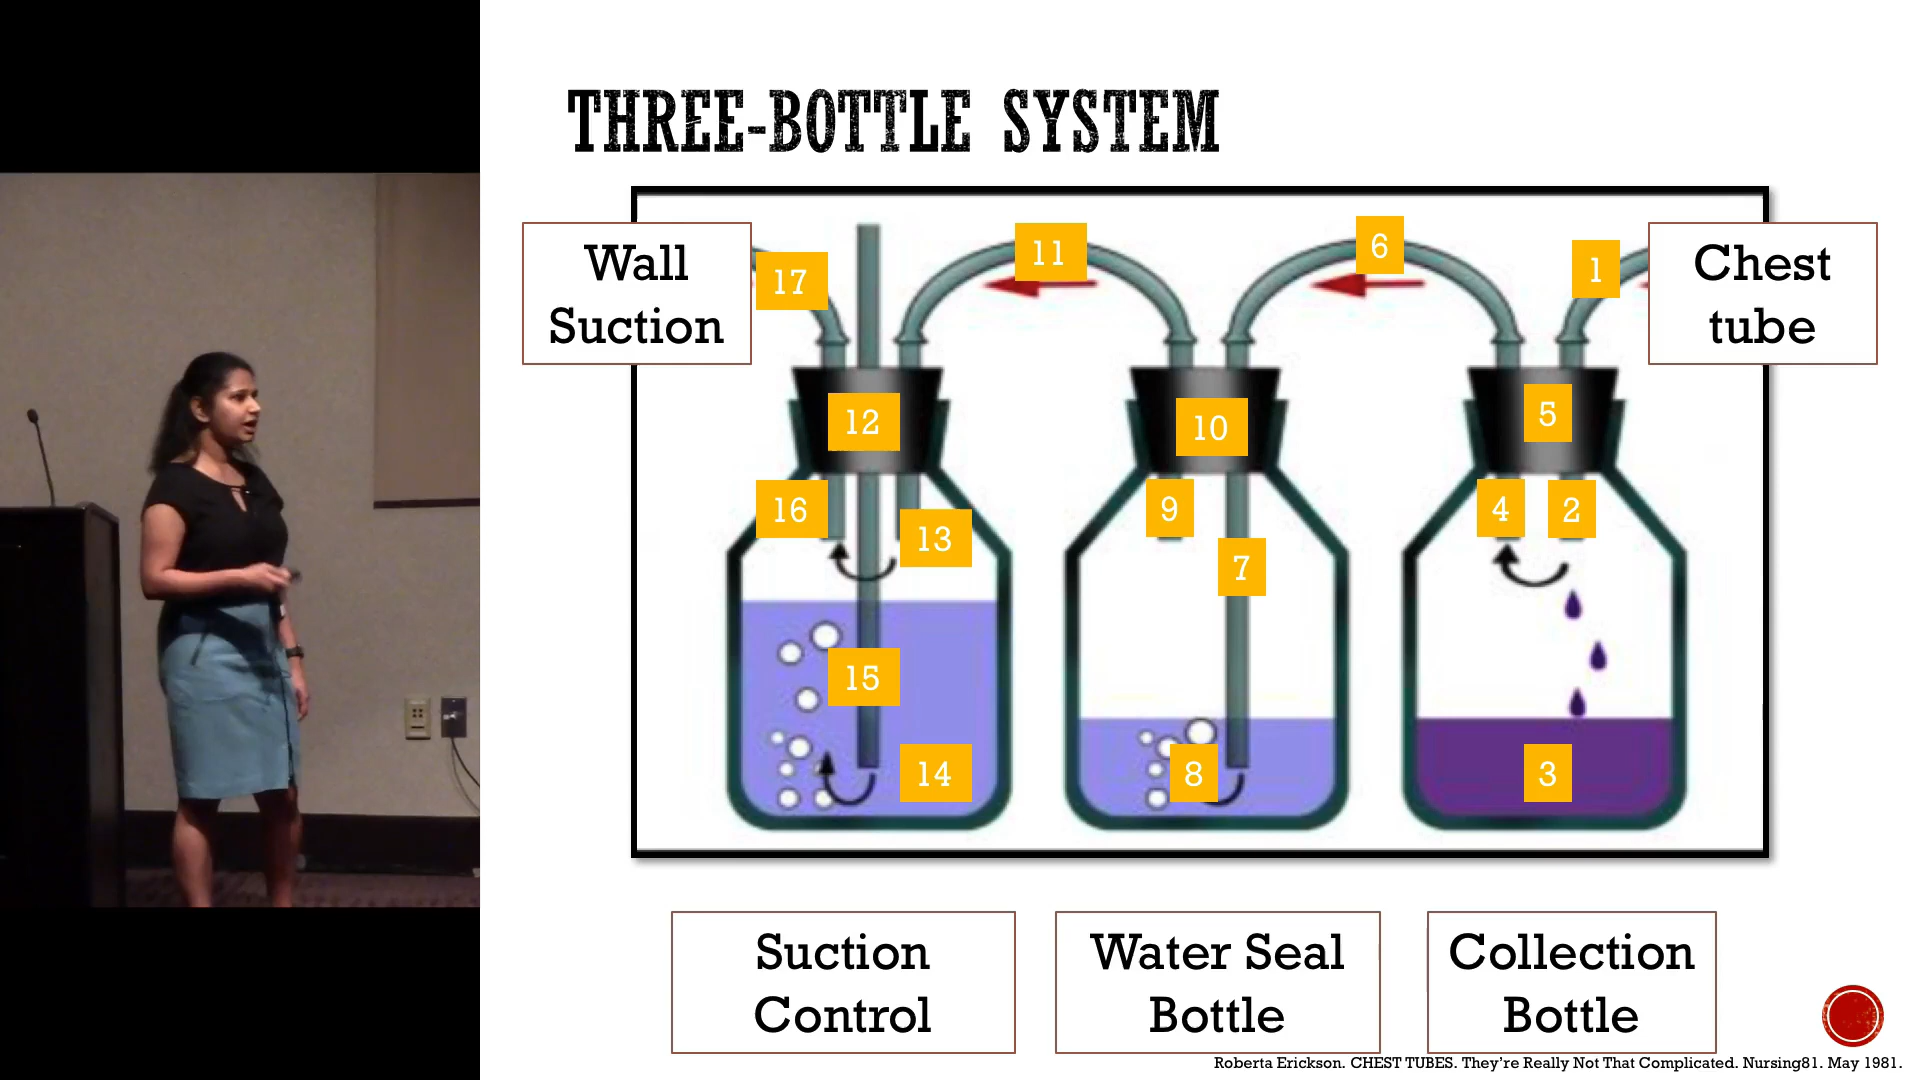 THREE-BOTTLE SYSTEM
Wall
Suction
17
11
6
1
Chest
tube
12
10
5
16
13
9
7
4
2
15
14
8
3
Suction
Control
Water Seal
Bottle
Collection
Bottle
Roberta Erickson. CHEST TUBES. They're Really Not That Complicated. Nursing81. May 1981.